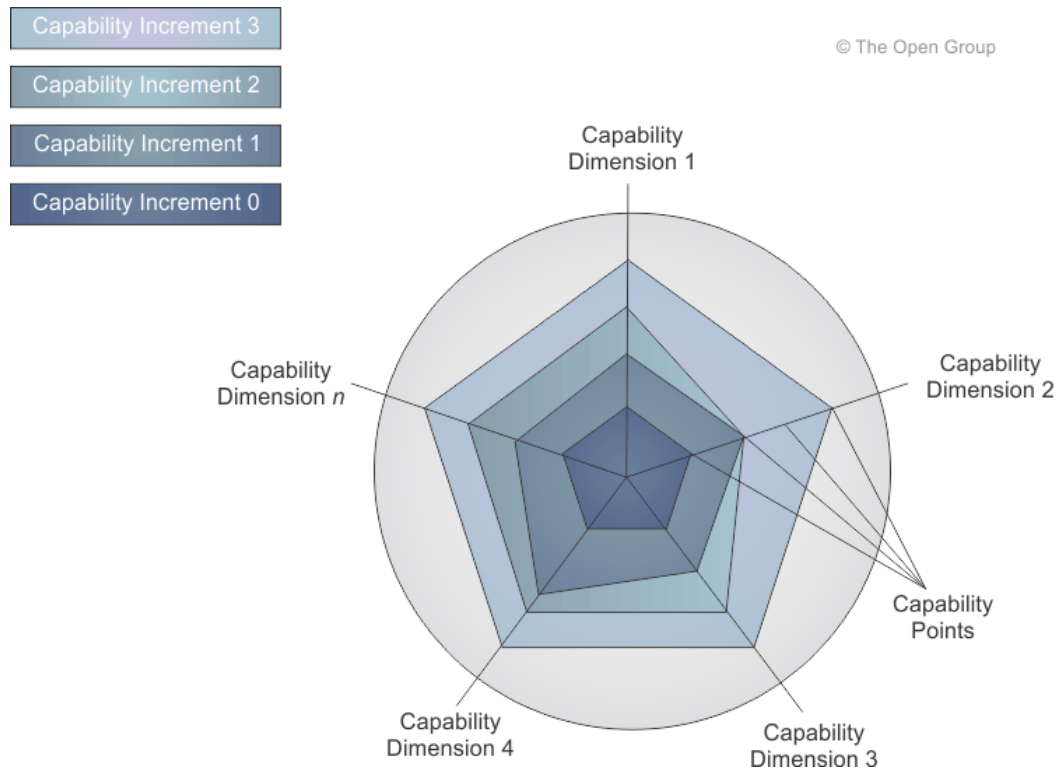 Capability Increment 3
© The Open Group
Capability Increment 2
Capability Increment 1
Capability Increment 0
Capability
Dimension 1
Capability
Dimension 2
Capability
Dimension n
Capability
Points
Capability
Dimension 4
Capability
Dimension 3